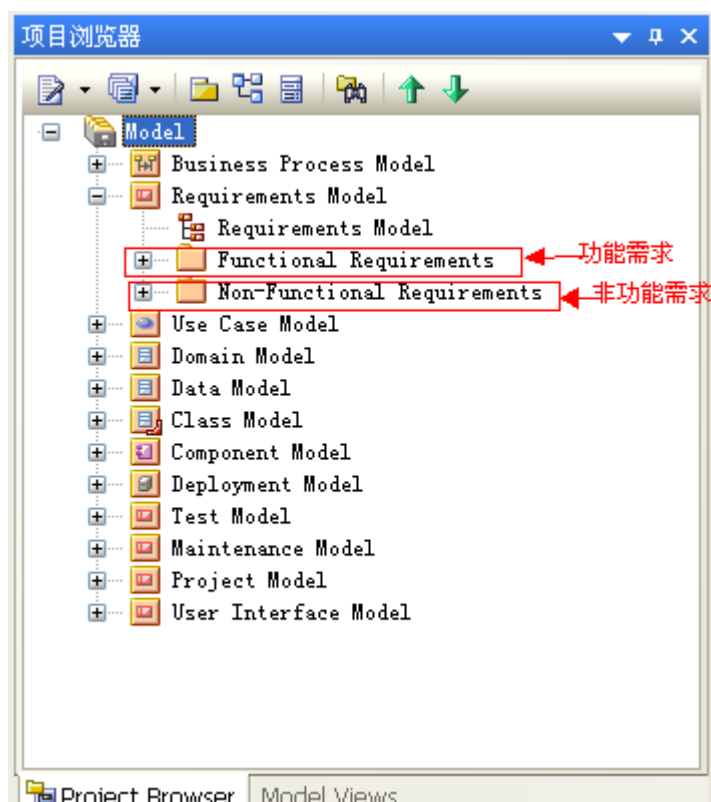 项目浏览器
Model
Business Process Model
Requirements Model
Requirements Model
Functional Requirements
功能需求
Non-Functional Requirements
非功能需求
Use Case Model
Domain Model
Data Model
Class Model
Component Model
Deployment Model
Test Model
Maintenance Model
Project Model
User Interface Model
Project Browser
Model Views